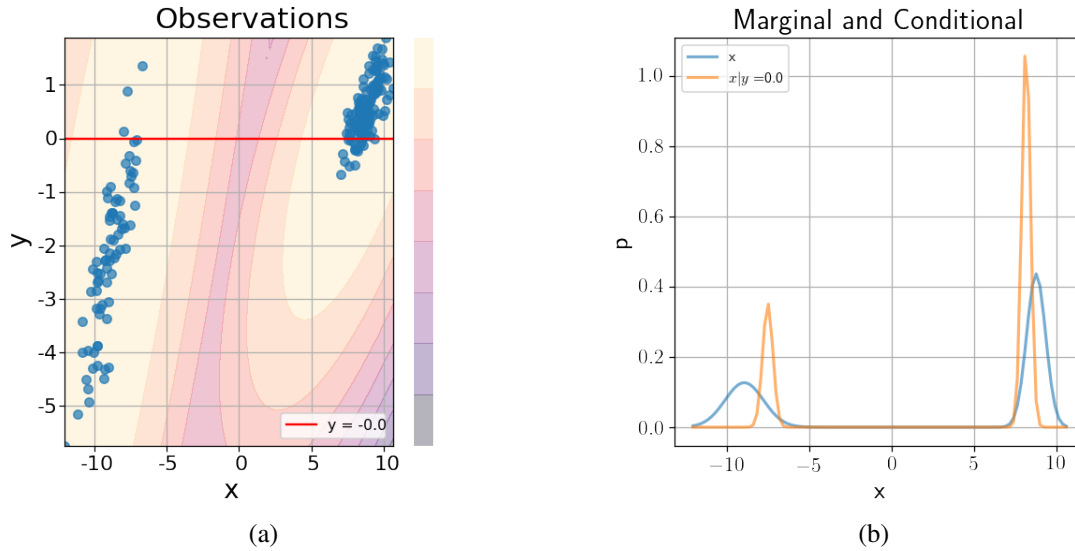 Observations
1
0
-1
-2
-3
-4
-5
y
-10
-5
0
5
10
x
y = -0.0
(a)
Marginal and Conditional
x
x|y =0.0
1.0
0.8
0.6
0.4
0.2
0.0
p
−10
−5
0
5
10
x
(b)